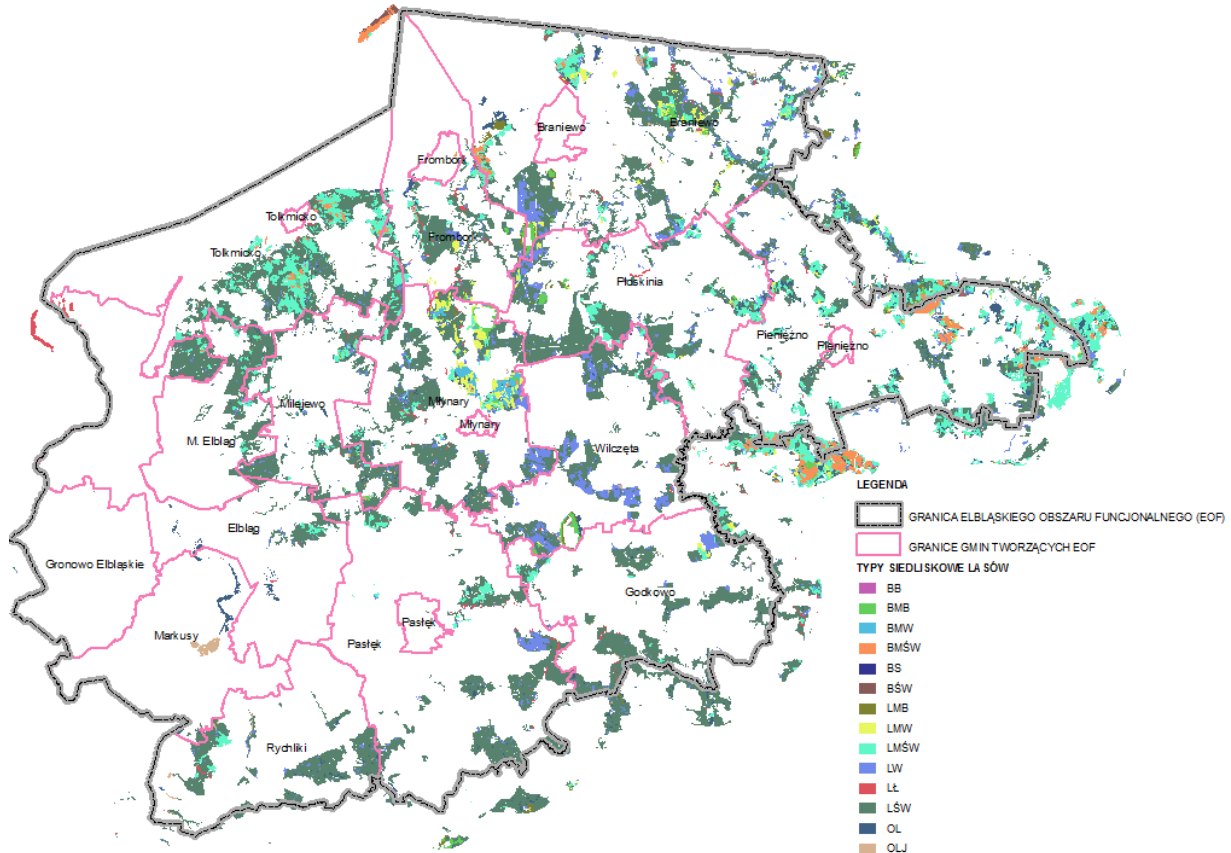 Braniewo
Braniewo
Frombork
Tolkmicko
Frombork
Tolkmicko
Płoskinia
Pieniężno
Pieniężno
Milejewo
Młynary
Młynary
M. Elbląg
Wilczęta
LEGENDA
GRANICA ELBLĄSKIEGO OBSZARU FUNCJONALNEGO (EOF)
Elbląg
GRANICE GMIN TWORZĄCYCH EOF
Gronowo Elbląskie
TYPY SIEDLISKOWE LASÓW
Godkowo
BB
BMB
Pasłęk
BMW
Markusy
Pasłęk
BMŚW
BS
BŚW
LMB
LMW
Rychliki
LMŚW
LW
LŁ
LŚW
OL
OLJ